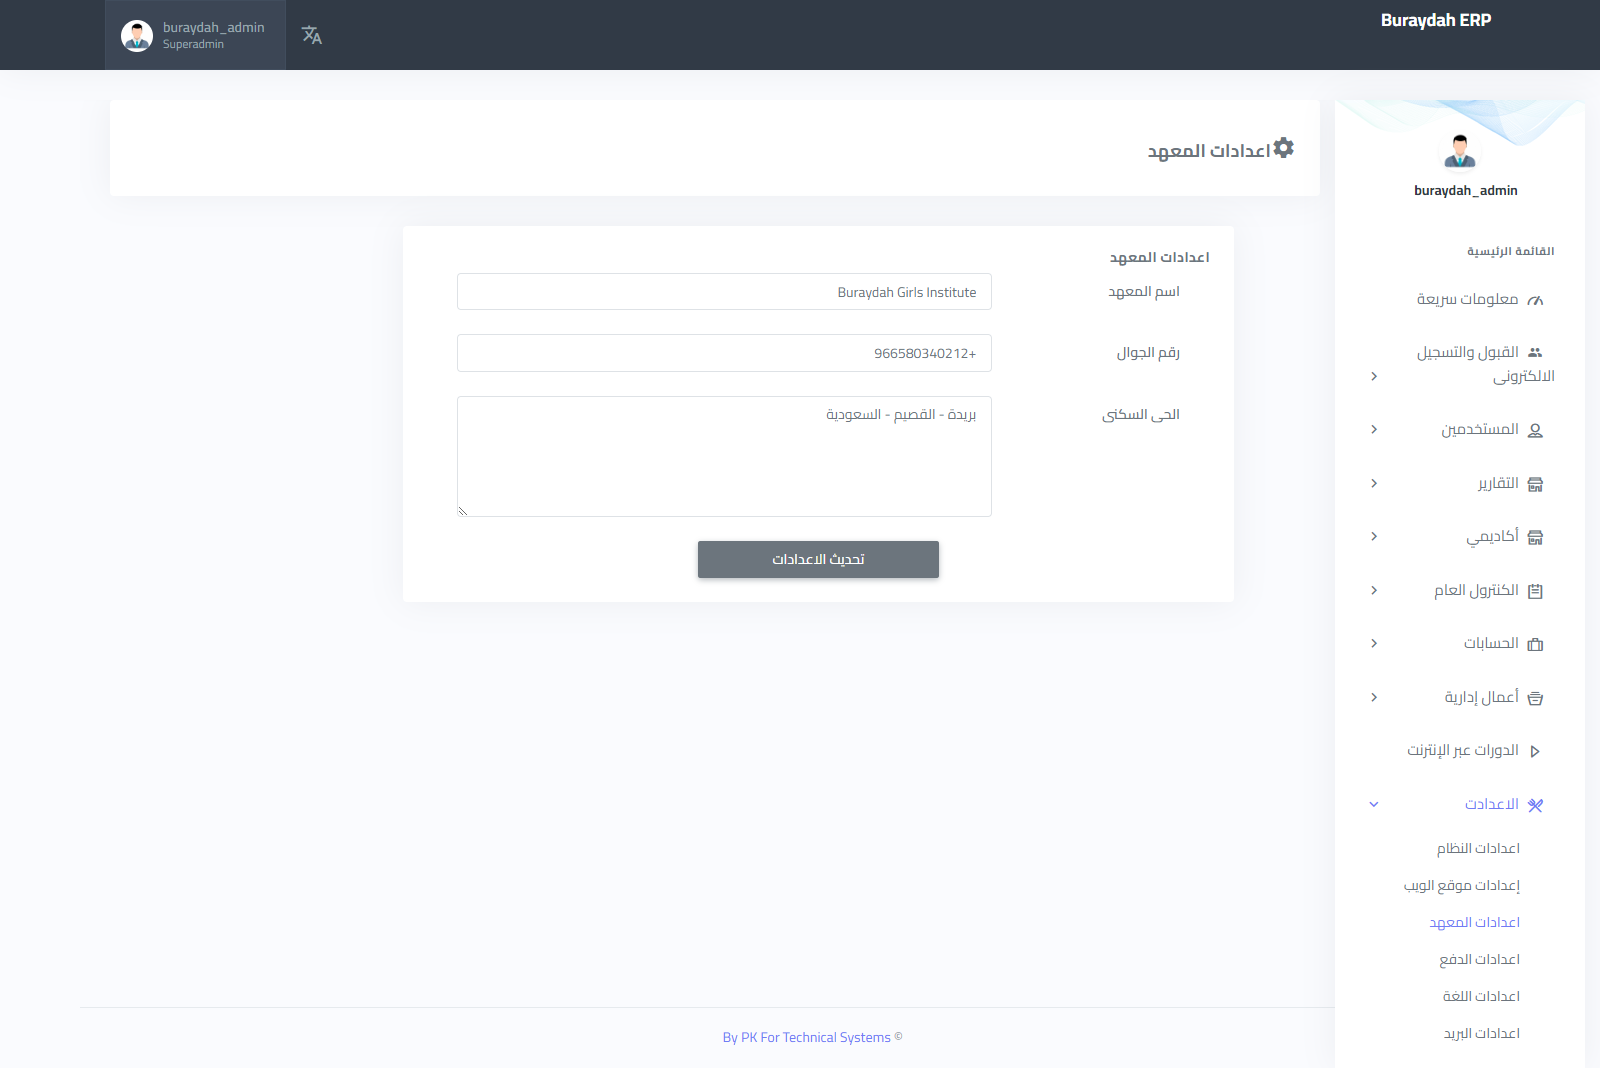 Buraydah ERP
buraydah_admin
Superadmin
buraydah_admin
القائمة الرئيسية
معلومات سريعة
القبول والتسجيل
الالكترونى
المستخدمين
التقارير
أكاديمي
الكنترول العام
الحسابات
أعمال إدارية
الدورات عبر الإنترنت
الاعدادت
اعدادات النظام
إعدادات موقع الويب
اعدادات المعهد
اعدادات الدفع
اعدادات اللغة
اعدادات البريد
اعدادات المعهد
اعدادات المعهد
اسم المعهد
Buraydah Girls Institute
رقم الجوال
966580340212+
الحى السكنى
بريدة - القصيم - السعودية
تحديث الاعدادات
By PK For Technical Systems ©